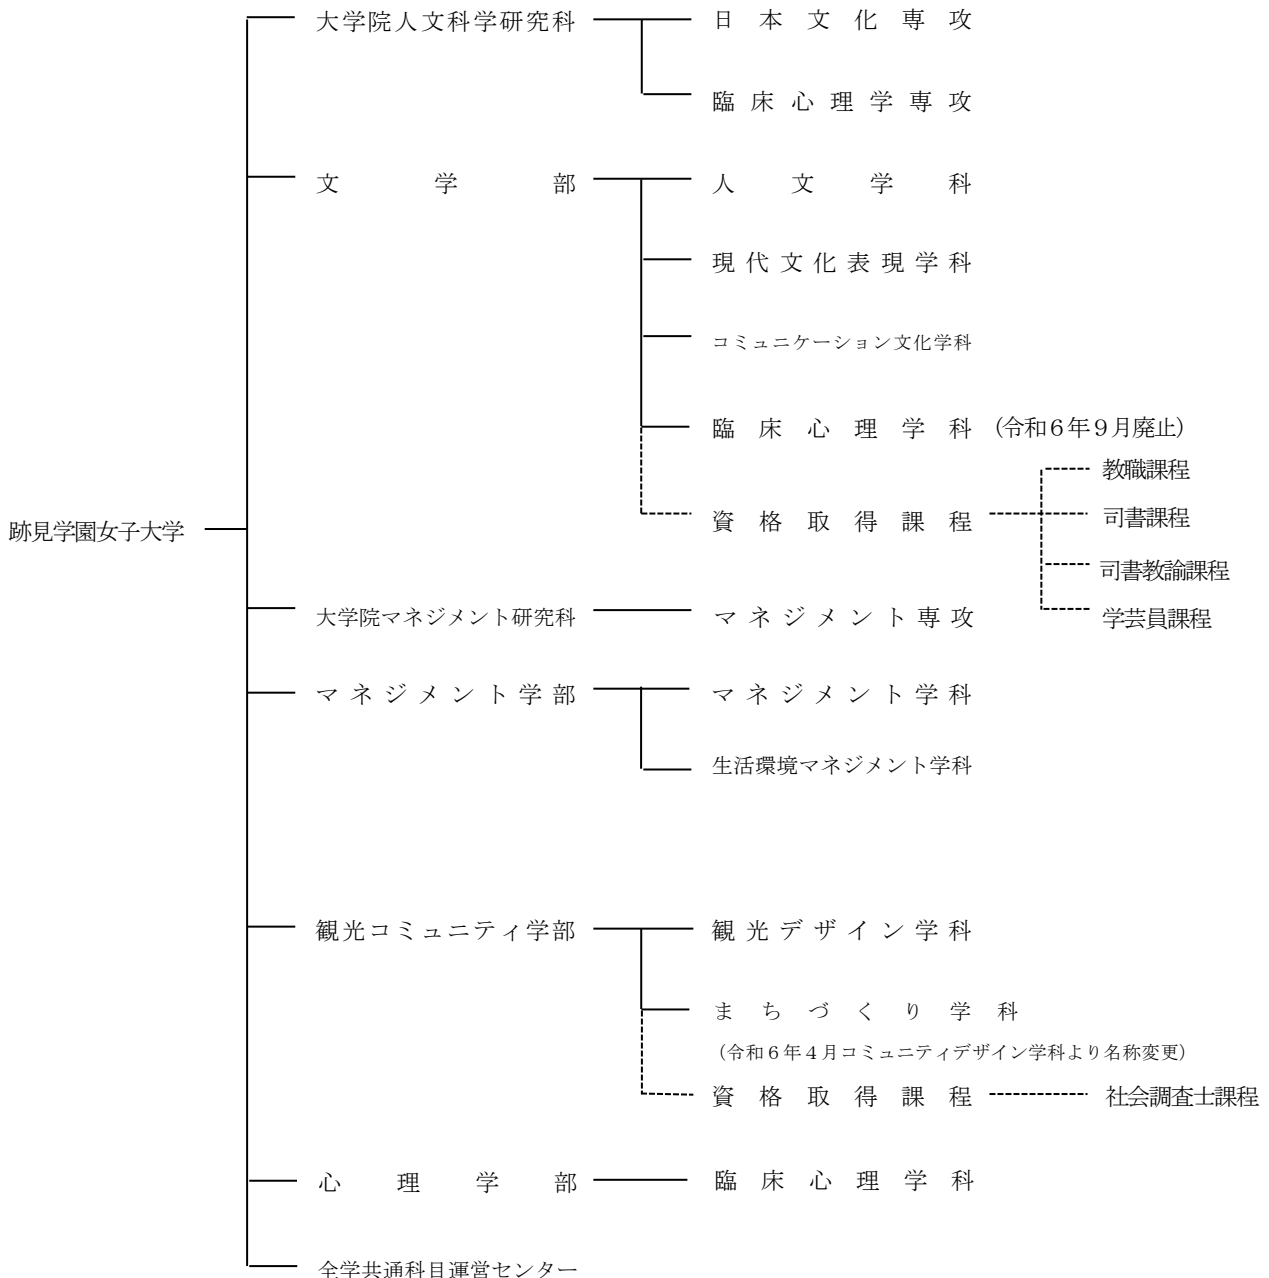 大学院人文科学研究科
日本文化専攻
臨床心理学専攻
文学部
人文学科
現代文化表現学科
コミュニケーション文化学科
臨床心理学科 (令和6年9月廃止)
教職課程
資格取得課程
司書課程
司書教諭課程
学芸員課程
跡見学園女子大学
大学院マネジメント研究科
マネジメント専攻
マネジメント学部
マネジメント学科
生活環境マネジメント学科
観光コミュニティ学部
観光デザイン学科
まちづくり学科
(令和6年4月コミュニティデザイン学科より名称変更)
資格取得課程
社会調査士課程
心理学部
臨床心理学科
全学共通科目運営センター